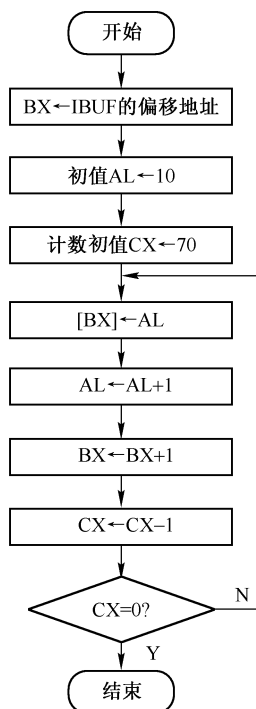 开始
BX←IBUF的偏移地址
初值AL←10
计数初值CX←70
[BX]←AL
AL←AL+1
BX←BX+1
CX←CX−1
CX=0?
N
Y
结束